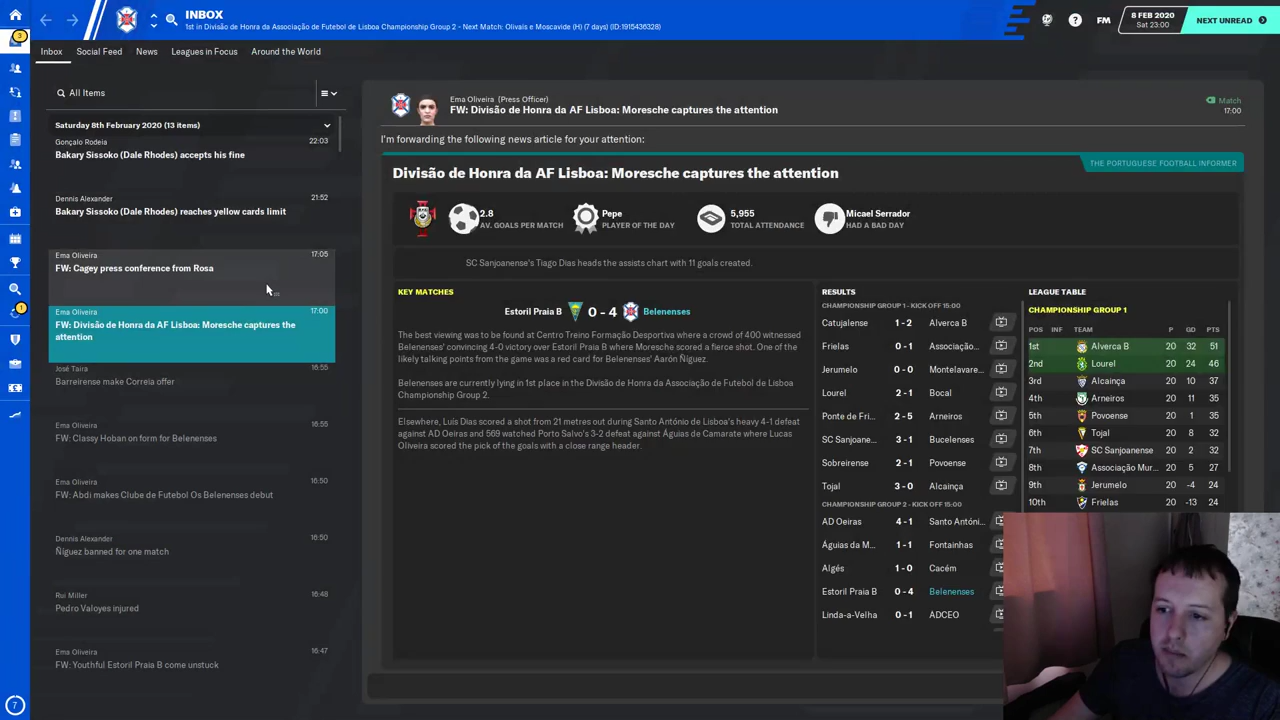 INBOX
1st in Divisão de Honra da Associação de Futebol de Lisboa Championship Group 2 - Next Match: Olivais e Moscavide (H) (7 days) (ID:1915436328)
FM
8 FEB 2020
Sat 23:00
NEXT UNREAD
3
Inbox
Social Feed
News
Leagues in Focus
Around the World
All Items
Saturday 8th February 2020 (13 items)
Gonçalo Rodeia
22:03
Bakary Sissoko (Dale Rhodes) accepts his fine
Dennis Alexander
21:52
Bakary Sissoko (Dale Rhodes) reaches yellow cards limit
Ema Oliveira
17:05
FW: Cagey press conference from Rosa
Ema Oliveira
17:00
FW: Divisão de Honra da AF Lisboa: Moresche captures the
attention
José Taira
16:55
Barreirense make Correia offer
Ema Oliveira
16:55
FW: Classy Hoban on form for Belenenses
Ema Oliveira
16:50
FW: Abdi makes Clube de Futebol Os Belenenses debut
Dennis Alexander
16:50
Ñíguez banned for one match
Rui Miller
16:48
Pedro Valoyes injured
Ema Oliveira
16:47
FW: Youthful Estoril Praia B come unstuck
1
7
Ema Oliveira (Press Officer)
FW: Divisão de Honra da AF Lisboa: Moresche captures the attention
Match
17:00
I'm forwarding the following news article for your attention:
THE PORTUGUESE FOOTBALL INFORMER
Divisão de Honra da AF Lisboa: Moresche captures the attention
2.8
AV. GOALS PER MATCH
Pepe
PLAYER OF THE DAY
5,955
TOTAL ATTENDANCE
Micael Serrador
HAD A BAD DAY
SC Sanjoanense's Tiago Dias heads the assists chart with 11 goals created.
KEY MATCHES
Estoril Praia B 0 - 4 Belenenses
The best viewing was to be found at Centro Treino Formação Desportiva where a crowd of 400 witnessed
Belenenses' convincing 4-0 victory over Estoril Praia B where Moresche scored a fierce shot. One of the
likely talking points from the game was a red card for Belenenses' Aarón Ñíguez.
Belenenses are currently lying in 1st place in the Divisão de Honra da Associação de Futebol de Lisboa
Championship Group 2.
Elsewhere, Luís Dias scored a shot from 21 metres out during Santo António de Lisboa's heavy 4-1 defeat
against AD Oeiras and 569 watched Porto Salvo's 3-2 defeat against Águias de Camarate where Lucas
Oliveira scored the pick of the goals with a close range header.
RESULTS
CHAMPIONSHIP GROUP 1 - KICK OFF 15:00
Catujalense 1 - 2 Alverca B
Frielas 0 - 1 Associação...
Jerumelo 0 - 0 Montelavare...
Lourel 2 - 1 Bocal
Ponte de Fri... 2 - 5 Arneiros
SC Sanjoane... 3 - 1 Bucelenses
Sobreirense 2 - 1 Povoense
Tojal 3 - 0 Alcainça
CHAMPIONSHIP GROUP 2 - KICK OFF 15:00
AD Oeiras 4 - 1 Santo Antóni...
Águias da M... 1 - 1 Fontainhas
Algés 1 - 0 Cacém
Estoril Praia B 0 - 4 Belenenses
Linda-a-Velha 0 - 1 ADCEO
LEAGUE TABLE
CHAMPIONSHIP GROUP 1
POS INF TEAM P GD PTS
1st Alverca B 20 32 51
2nd Lourel 20 24 46
3rd Alcainça 20 10 37
4th Arneiros 20 11 35
5th Povoense 20 1 35
6th Tojal 20 8 32
7th SC Sanjoanense 20 2 32
8th Associação Mur... 20 5 27
9th Jerumelo 20 -4 24
10th Frielas 20 -13 24